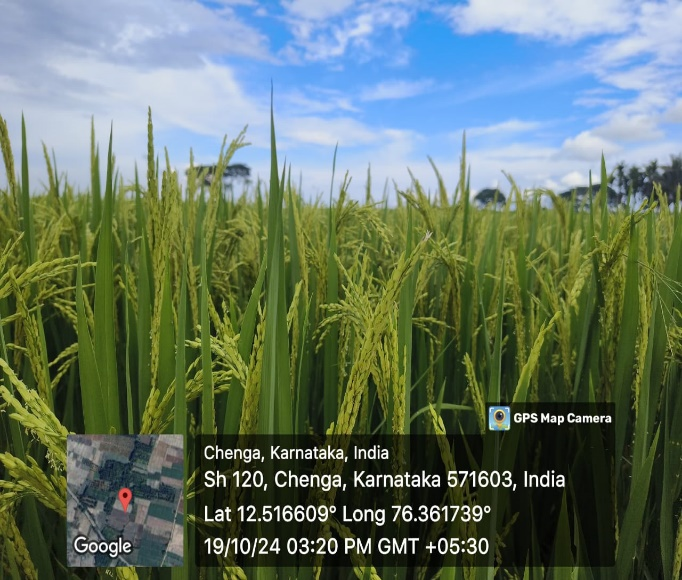 GPS Map Camera
Chenga, Karnataka, India
Sh 120, Chenga, Karnataka 571603, India
Lat 12.516609° Long 76.361739°
19/10/24 03:20 PM GMT +05:30
Google